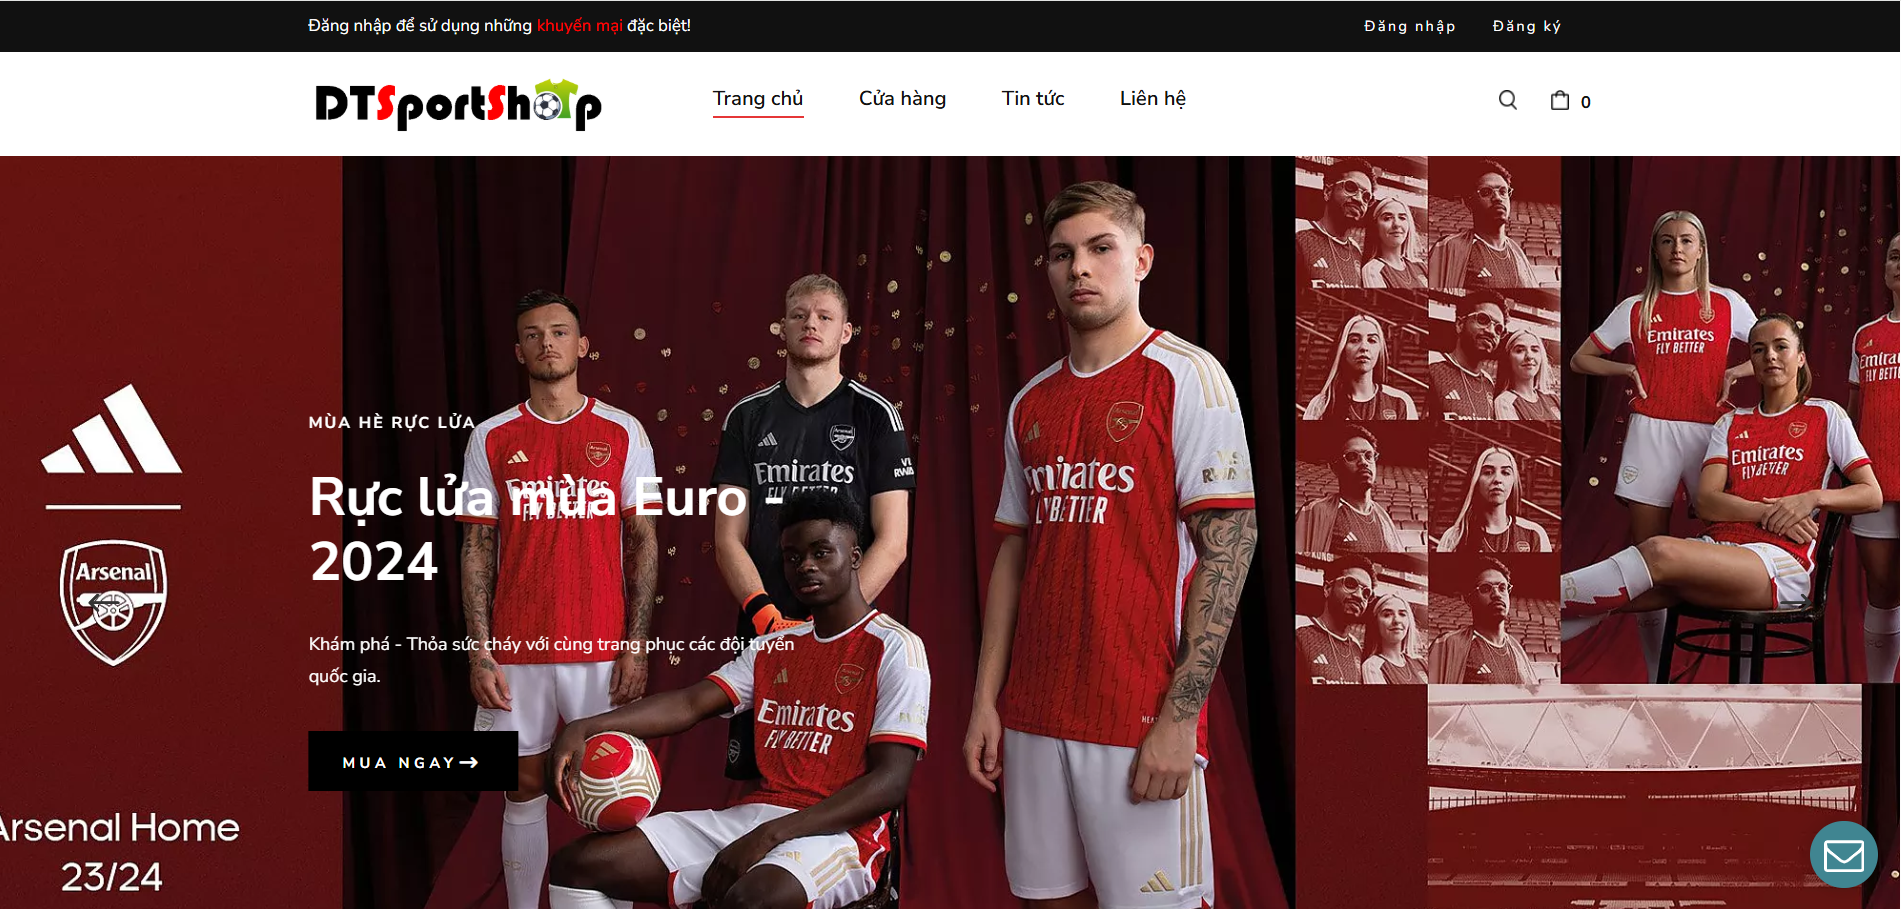 Đăng nhập để sử dụng những khuyến mại đặc biệt!
Đăng nhập
Đăng ký
DTSportShop
Trang chủ
Cửa hàng
Tin tức
Liên hệ
0
MÙA HÈ RỰC LỬA
Rực lửa mùa Euro -
2024
Khám phá - Thỏa sức cháy với cùng trang phục các đội tuyển
quốc gia.
MUA NGAY
Arsenal
Arsenal Home
23/24
Emirates
FLY BETTER
Emirates
FLY BETTER
Emirates
FLY BETTER
Emirates
FLY BETTER
Emirates
FLY BETTER
Emirates
FLY BETTER